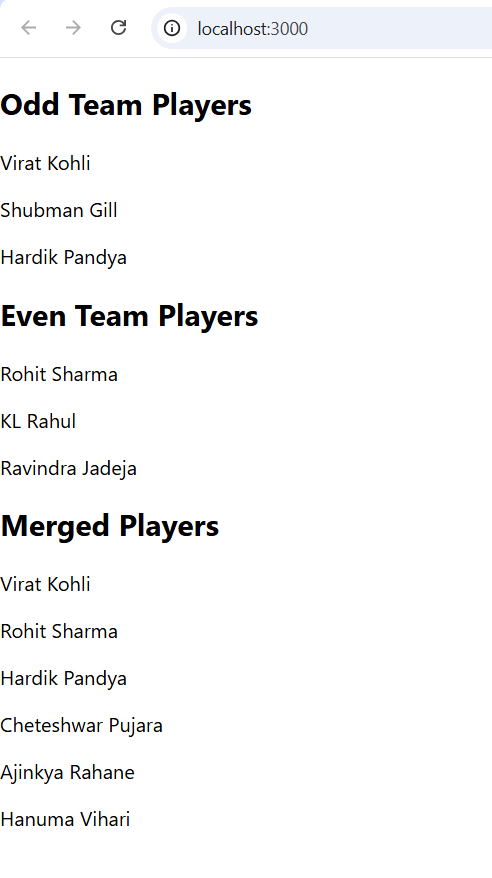 localhost:3000
Odd Team Players
Virat Kohli
Shubman Gill
Hardik Pandya
Even Team Players
Rohit Sharma
KL Rahul
Ravindra Jadeja
Merged Players
Virat Kohli
Rohit Sharma
Hardik Pandya
Cheteshwar Pujara
Ajinkya Rahane
Hanuma Vihari